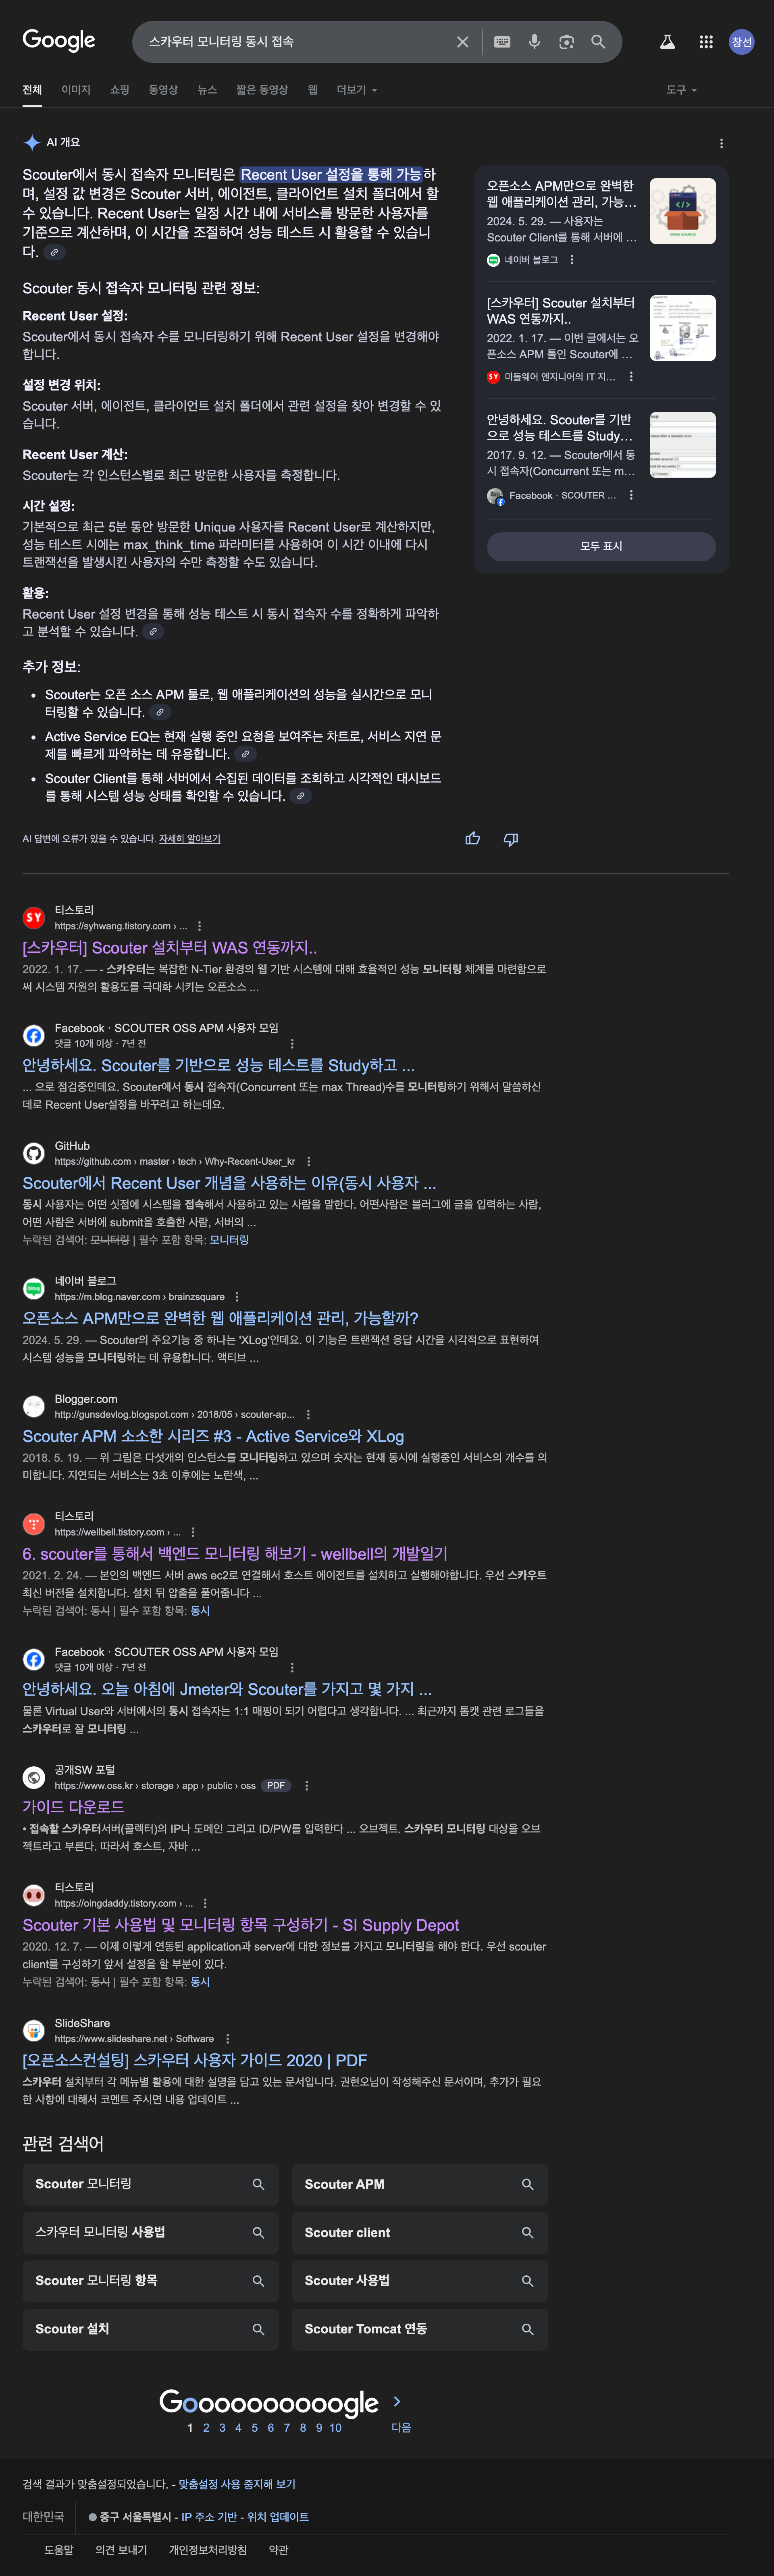 Google
스카우터 모니터링 동시 접속
창선
전체 이미지 쇼핑 동영상 뉴스 짧은 동영상 웹 더보기 도구
AI 개요
Scouter에서 동시 접속자 모니터링은 Recent User 설정을 통해 가능하
며, 설정 값 변경은 Scouter 서버, 에이전트, 클라이언트 설치 폴더에서 할
수 있습니다. Recent User는 일정 시간 내에 서비스를 방문한 사용자를
기준으로 계산하며, 이 시간을 조절하여 성능 테스트 시 활용할 수 있습니
다.
Scouter 동시 접속자 모니터링 관련 정보:
Recent User 설정:
Scouter에서 동시 접속자 수를 모니터링하기 위해 Recent User 설정을 변경해야
합니다.
설정 변경 위치:
Scouter 서버, 에이전트, 클라이언트 설치 폴더에서 관련 설정을 찾아 변경할 수 있
습니다.
Recent User 계산:
Scouter는 각 인스턴스별로 최근 방문한 사용자를 측정합니다.
시간 설정:
기본적으로 최근 5분 동안 방문한 Unique 사용자를 Recent User로 계산하지만,
성능 테스트 시에는 max_think_time 파라미터를 사용하여 이 시간 이내에 다시
트랜잭션을 발생시킨 사용자의 수만 측정할 수도 있습니다.
활용:
Recent User 설정 변경을 통해 성능 테스트 시 동시 접속자 수를 정확하게 파악하
고 분석할 수 있습니다.
추가 정보:
• Scouter는 오픈 소스 APM 툴로, 웹 애플리케이션의 성능을 실시간으로 모니
터링할 수 있습니다.
• Active Service EQ는 현재 실행 중인 요청을 보여주는 차트로, 서비스 지연 문
제를 빠르게 파악하는 데 유용합니다.
• Scouter Client를 통해 서버에서 수집된 데이터를 조회하고 시각적인 대시보드
를 통해 시스템 성능 상태를 확인할 수 있습니다.
AI 답변에 오류가 있을 수 있습니다. 자세히 알아보기
오픈소스 APM만으로 완벽한
웹 애플리케이션 관리, 가능...
2024. 5. 29. — 사용자는
Scouter Client를 통해 서버에 ...
네이버 블로그
[스카우터] Scouter 설치부터
WAS 연동까지..
2022. 1. 17. — 이번 글에서는 오
픈소스 APM 툴인 Scouter에 ...
SY 미들웨어 엔지니어의 IT 지...
안녕하세요. Scouter를 기반
으로 성능 테스트를 Study...
2017. 9. 12. — Scouter에서 동
시 접속자(Concurrent 또는 m...
Facebook · SCOUTER ...
모두 표시
SY
티스토리
https://syhwang.tistory.com › ...
[스카우터] Scouter 설치부터 WAS 연동까지..
2022. 1. 17. — - 스카우터는 복잡한 N-Tier 환경의 웹 기반 시스템에 대해 효율적인 성능 모니터링 체계를 마련함으로
써 시스템 자원의 활용도를 극대화 시키는 오픈소스 ...
Facebook · SCOUTER OSS APM 사용자 모임
댓글 10개 이상 · 7년 전
안녕하세요. Scouter를 기반으로 성능 테스트를 Study하고 ...
... 으로 점검중인데요. Scouter에서 동시 접속자(Concurrent 또는 max Thread)수를 모니터링하기 위해서 말씀하신
데로 Recent User설정을 바꾸려고 하는데요.
GitHub
https://github.com › master › tech › Why-Recent-User_kr
Scouter에서 Recent User 개념을 사용하는 이유(동시 사용자 ...
동시 사용자는 어떤 싯점에 시스템을 접속해서 사용하고 있는 사람을 말한다. 어떤사람은 블러그에 글을 입력하는 사람,
어떤 사람은 서버에 submit을 호출한 사람, 서버의 ...
누락된 검색어: 모니터링 | 필수 포함 항목: 모니터링
blog
네이버 블로그
https://m.blog.naver.com › brainzsquare
오픈소스 APM만으로 완벽한 웹 애플리케이션 관리, 가능할까?
2024. 5. 29. — Scouter의 주요기능 중 하나는 'XLog'인데요. 이 기능은 트랜잭션 응답 시간을 시각적으로 표현하여
시스템 성능을 모니터링하는 데 유용합니다. 액티브 ...
Blogger.com
http://gunsdevlog.blogspot.com › 2018/05 › scouter-ap...
Scouter APM 소소한 시리즈 #3 - Active Service와 XLog
2018. 5. 19. — 위 그림은 다섯개의 인스턴스를 모니터링하고 있으며 숫자는 현재 동시에 실행중인 서비스의 개수를 의
미합니다. 지연되는 서비스는 3초 이후에는 노란색, ...
티스토리
https://wellbell.tistory.com › ...
6. scouter를 통해서 백엔드 모니터링 해보기 - wellbell의 개발일기
2021. 2. 24. — 본인의 백엔드 서버 aws ec2로 연결해서 호스트 에이전트를 설치하고 실행해야합니다. 우선 스카우트
최신 버전을 설치합니다. 설치 뒤 압출을 풀어줍니다 ...
누락된 검색어: 동시 | 필수 포함 항목: 동시
Facebook · SCOUTER OSS APM 사용자 모임
댓글 10개 이상 · 7년 전
안녕하세요. 오늘 아침에 Jmeter와 Scouter를 가지고 몇 가지 ...
물론 Virtual User와 서버에서의 동시 접속자는 1:1 매핑이 되기 어렵다고 생각합니다. ... 최근까지 톰캣 관련 로그들을
스카우터로 잘 모니터링 ...
공개SW 포털
https://www.oss.kr › storage › app › public › oss PDF
가이드 다운로드
• 접속할 스카우터서버(콜렉터)의 IP나 도메인 그리고 ID/PW를 입력한다 ... 오브젝트. 스카우터 모니터링 대상을 오브
젝트라고 부른다. 따라서 호스트, 자바 ...
티스토리
https://oingdaddy.tistory.com › ...
Scouter 기본 사용법 및 모니터링 항목 구성하기 - SI Supply Depot
2020. 12. 7. — 이제 이렇게 연동된 application과 server에 대한 정보를 가지고 모니터링을 해야 한다. 우선 scouter
client를 구성하기 앞서 설정을 할 부분이 있다.
누락된 검색어: 동시 | 필수 포함 항목: 동시
SlideShare
https://www.slideshare.net › Software
[오픈소스컨설팅] 스카우터 사용자 가이드 2020 | PDF
스카우터 설치부터 각 메뉴별 활용에 대한 설명을 담고 있는 문서입니다. 권현오님이 작성해주신 문서이며, 추가가 필요
한 사항에 대해서 코멘트 주시면 내용 업데이트 ...
관련 검색어
Scouter 모니터링
Scouter APM
스카우터 모니터링 사용법
Scouter client
Scouter 모니터링 항목
Scouter 사용법
Scouter 설치
Scouter Tomcat 연동
Goooooooooogle
1 2 3 4 5 6 7 8 9 10 다음
검색 결과가 맞춤설정되었습니다. - 맞춤설정 사용 중지해 보기
대한민국 중구 서울특별시 - IP 주소 기반 - 위치 업데이트
도움말 의견 보내기 개인정보처리방침 약관